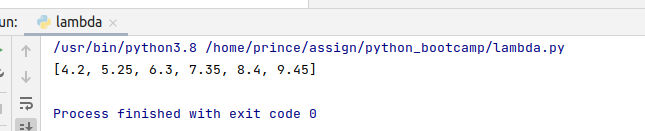 un:
lambda
/usr/bin/python3.8 /home/prince/assign/python_bootcamp/lambda.py
[4.2, 5.25, 6.3, 7.35, 8.4, 9.45]
Process finished with exit code 0